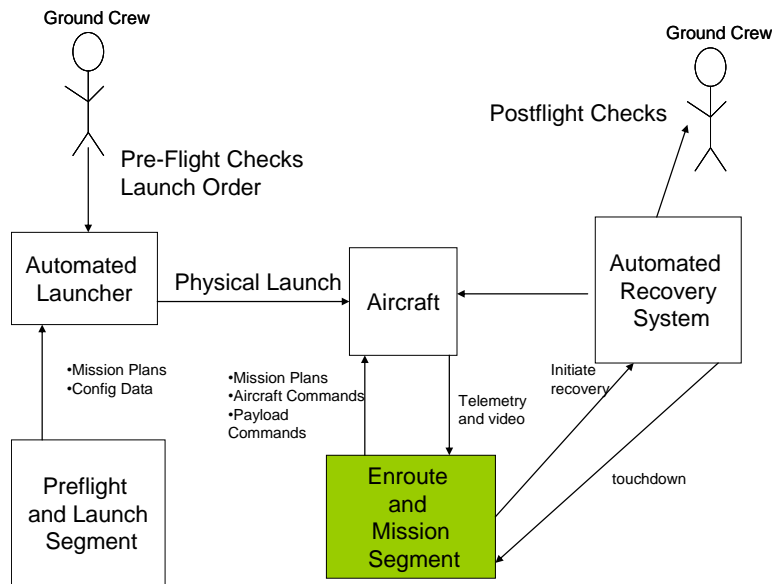 Ground Crew
Ground Crew
Postflight Checks
Pre-Flight Checks
Launch Order
Automated
Launcher
Physical Launch
Aircraft
Automated
Recovery
System
•Mission Plans
•Config Data
•Mission Plans
•Aircraft Commands
•Payload
Commands
Telemetry
and video
Initiate
recovery
Preflight
and Launch
Segment
Enroute
and
Mission
Segment
touchdown